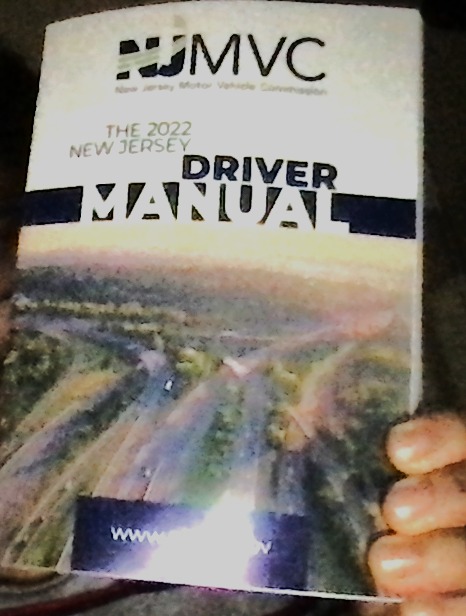 NJMVC
New Jersey Motor Vehicle Commission
THE 2022
NEW JERSEY
DRIVER
MANUAL